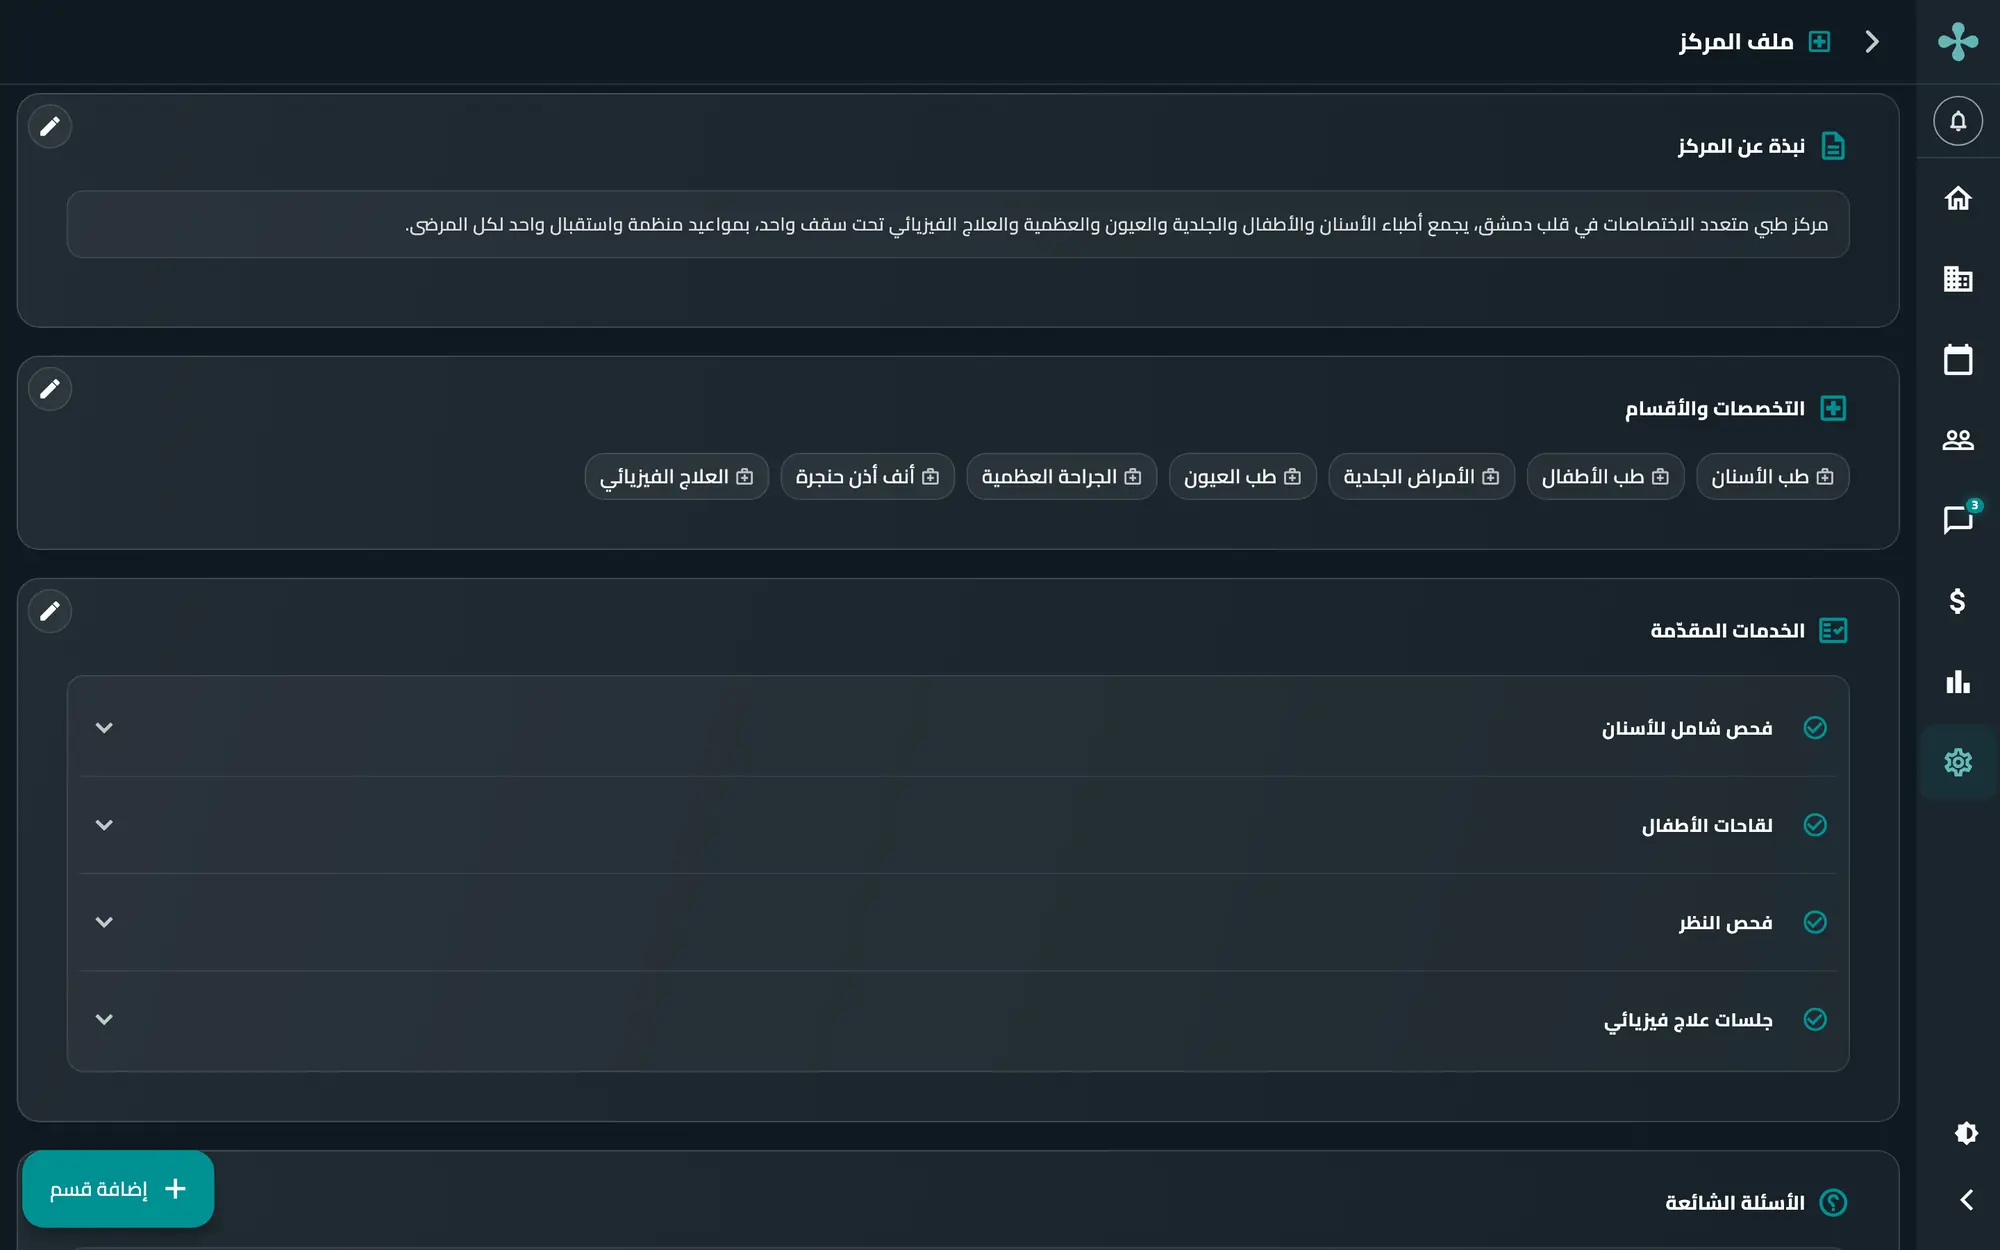 ملف المركز
نبذة عن المركز
مركز طبي متعدد الاختصاصات في قلب دمشق، يجمع أطباء الأسنان والأطفال والجلدية والعيون والعظمية والعلاج الفيزيائي تحت سقف واحد، بمواعيد منظمة واستقبال واحد لكل المرضى.
التخصصات والأقسام
طب الأسنان طب الأطفال الأمراض الجلدية طب العيون الجراحة العظمية أنف أذن حنجرة العلاج الفيزيائي
3
الخدمات المقدّمة
فحص شامل للأسنان
لقاحات الأطفال
فحص النظر
جلسات علاج فيزيائي
الأسئلة الشائعة
إضافة قسم